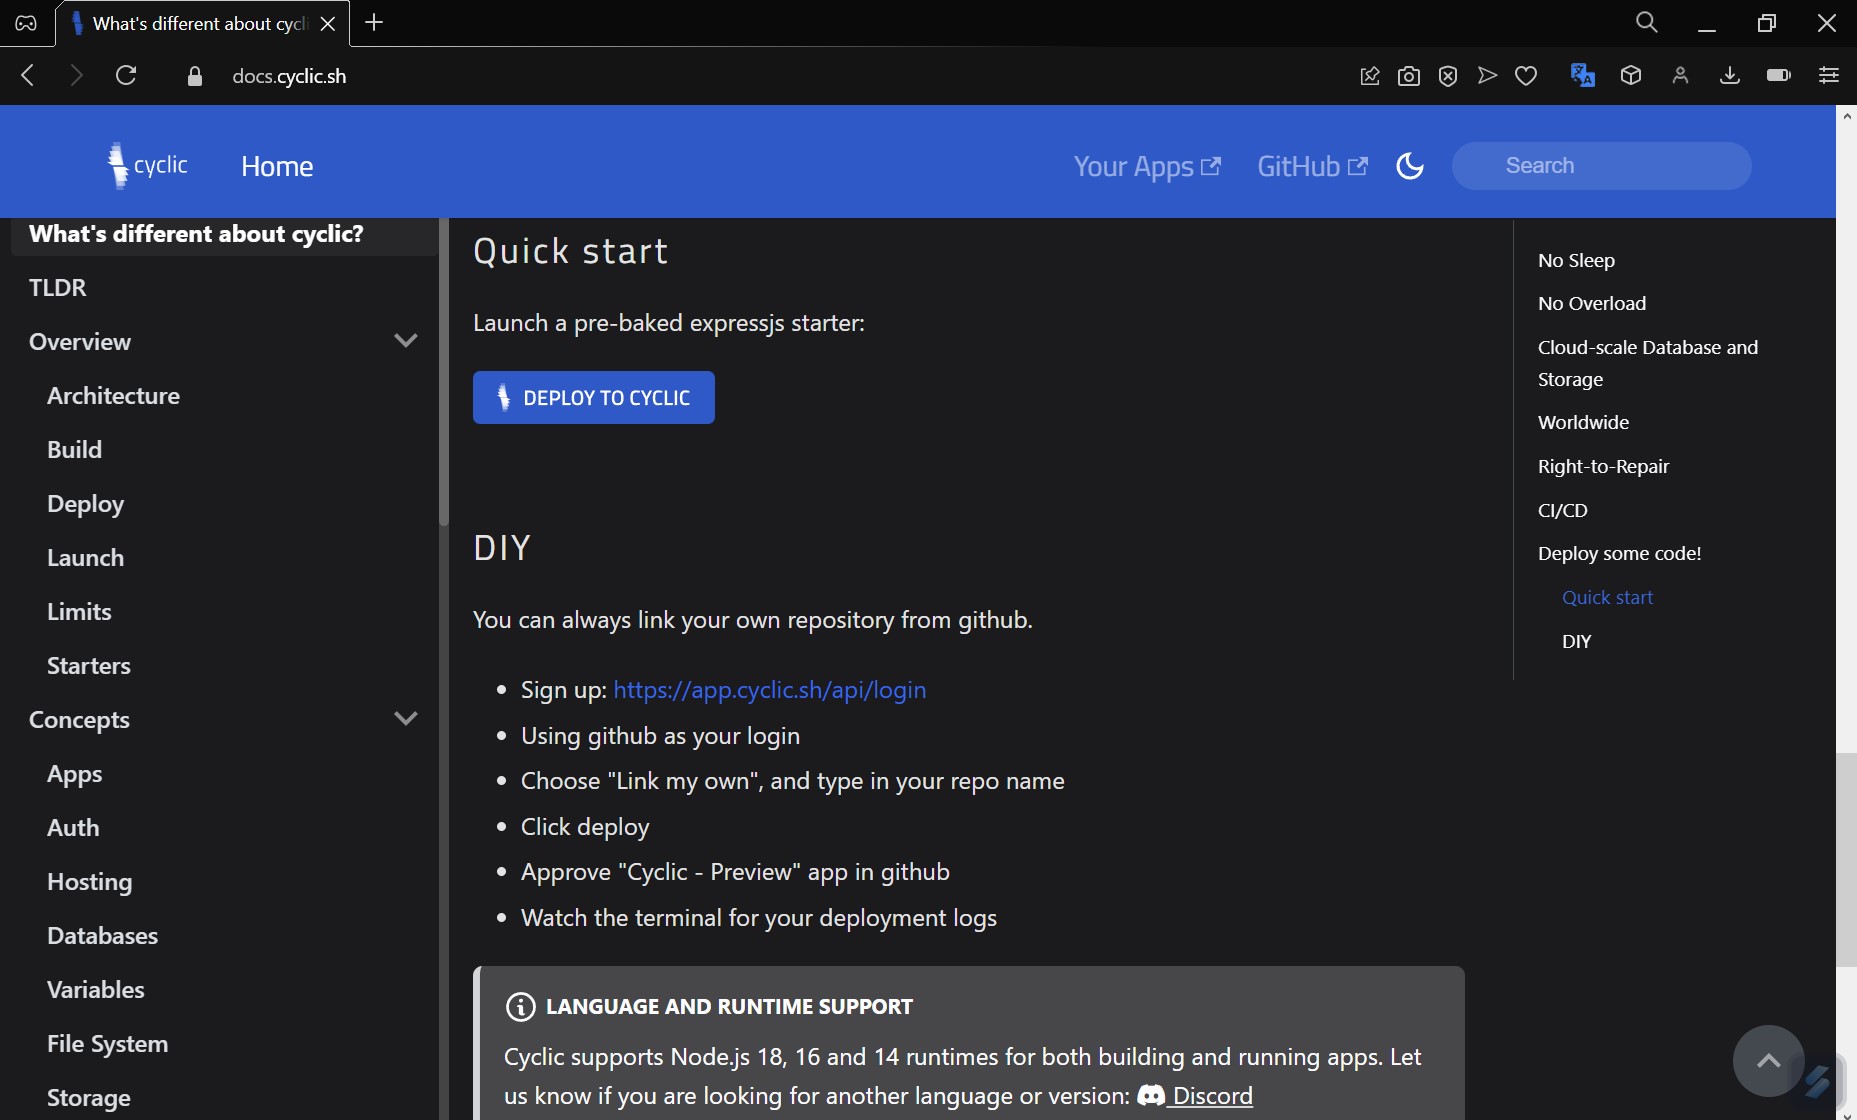 What's different about cycli
docs.cyclic.sh
cyclic
Home
Your Apps
GitHub
Search
What's different about cyclic?
TLDR
Overview
Architecture
Build
Deploy
Launch
Limits
Starters
Concepts
Apps
Auth
Hosting
Databases
Variables
File System
Storage
Quick start
Launch a pre-baked expressjs starter:
DEPLOY TO CYCLIC
DIY
You can always link your own repository from github.
Sign up: https://app.cyclic.sh/api/login
Using github as your login
Choose "Link my own", and type in your repo name
Click deploy
Approve "Cyclic - Preview" app in github
Watch the terminal for your deployment logs
LANGUAGE AND RUNTIME SUPPORT
Cyclic supports Node.js 18, 16 and 14 runtimes for both building and running apps. Let
us know if you are looking for another language or version: Discord
No Sleep
No Overload
Cloud-scale Database and
Storage
Worldwide
Right-to-Repair
CI/CD
Deploy some code!
Quick start
DIY